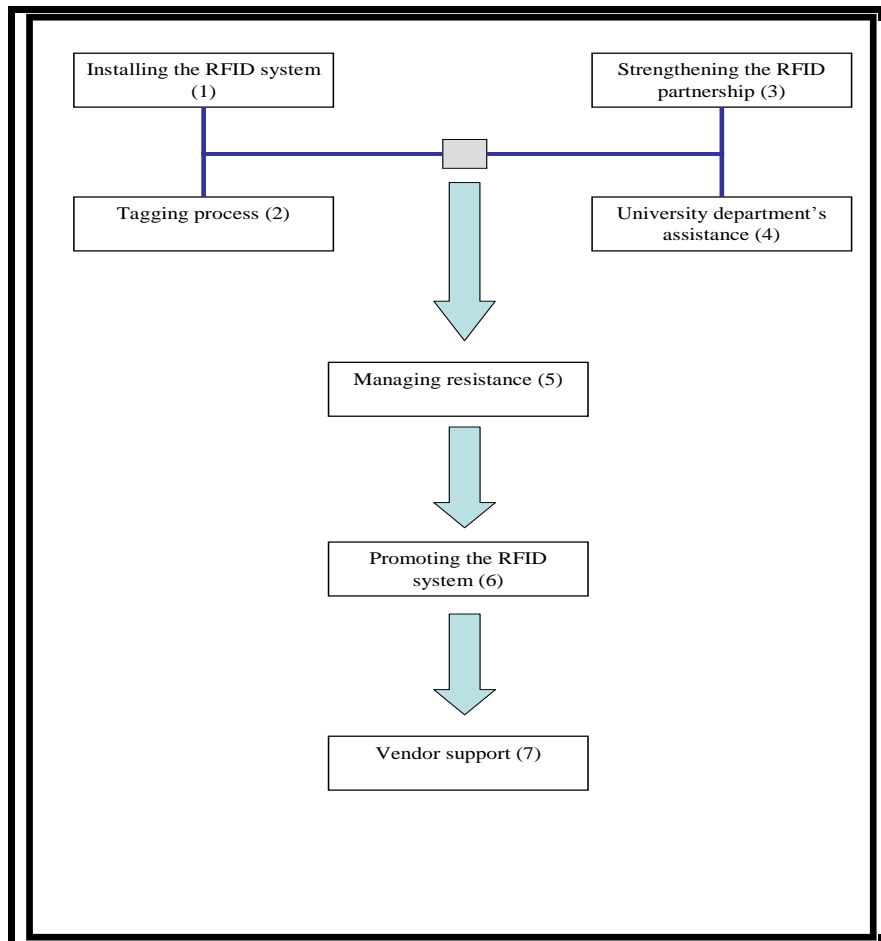 Installing the RFID system
(1)
Strengthening the RFID
partnership (3)
Tagging process (2)
University department's
assistance (4)
Managing resistance (5)
Promoting the RFID
system (6)
Vendor support (7)